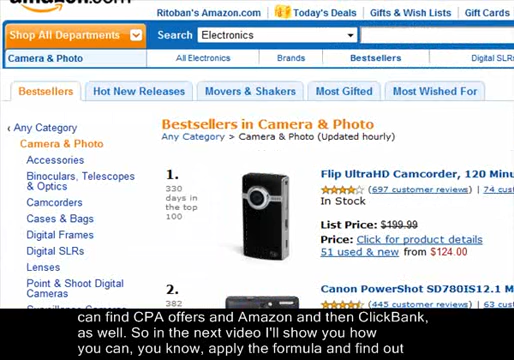 amazon.com
Ritoban's Amazon.com Today's Deals Gifts & Wish Lists Gift Cards
Shop All Departments Search Electronics
Camera & Photo All Electronics Brands Bestsellers Digital SLRs
Bestsellers Hot New Releases Movers & Shakers Most Gifted Most Wished For
‹ Any Category
Camera & Photo
Accessories
Binoculars, Telescopes
& Optics
Camcorders
Cases & Bags
Digital Frames
Digital SLRs
Lenses
Point & Shoot Digital
Cameras
Bestsellers in Camera & Photo
Any Category > Camera & Photo (Updated hourly)
1.
330
days in
the top
100
Flip UltraHD Camcorder, 120 Minu
(697 customer reviews) | 74 cust
In Stock
List Price: $199.99
Price: Click for product details
51 used & new from $124.00
2.
382
Canon PowerShot SD780IS12.1 M
(445 customer reviews) | 63
can find CPA offers and Amazon and then ClickBank,
as well. So in the next video I'll show you how
you can, you know, apply the formula and find out